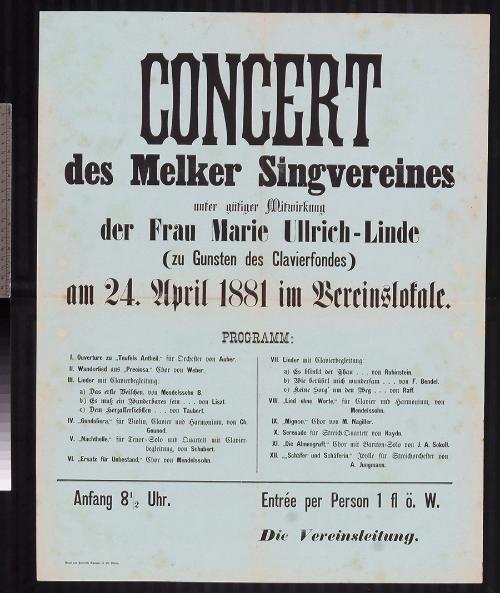 CONCERT
des Melker Singvereines
unter gütiger Mitwirkung
der Frau Marie Ullrich-Linde
(zu Gunsten des Clavierfondes)
am 24. April 1881 im Vereinslokale.
PROGRAMM:
I. Ouverture zu „Teufels Antheil,“ für Orchester von Auber.
II. Wanderlied aus „Preciosa,“ Chor von Weber.
III. Lieder mit Clavierbegleitung:
a) Das erste Veilchen, von Mendelssohn B.
b) Es muß ein Wunderbares sein . . . von Liszt.
c) Dem Herzallerliebsten . . . von Taubert.
IV. „Gondoliera,“ für Violin, Clavier und Harmonium, von Ch.
Gounod.
V. „Nachthelle,“ für Tenor-Solo und Quartett mit Clavier-
begleitung, von Schubert.
VI. „Ersatz für Unbestand,“ Chor von Mendelssohn.
VII. Lieder mit Clavierbegleitung:
a) Es blinkt der Thau . . . von Rubinstein.
b) Wie berührt mich wundersam . . . von F. Bendel.
c) Keine Sorg' um den Weg . . . von Raff.
VIII. „Lied ohne Worte,“ für Clavier und Harmonium, von
Mendelssohn.
IX. „Mignon,“ Chor von M. Nagiller.
X. Serenade für Streich-Quartett von Haydn.
XI. „Die Almengraft,“ Chor mit Bariton-Solo von J. A. Sokoll.
XII. „Schäfer und Schäferin,“ Idylle für Streichorchester von
A. Jungmann.
Anfang 8 1/2 Uhr.
Entrée per Person 1 fl ö. W.
Die Vereinsleitung.